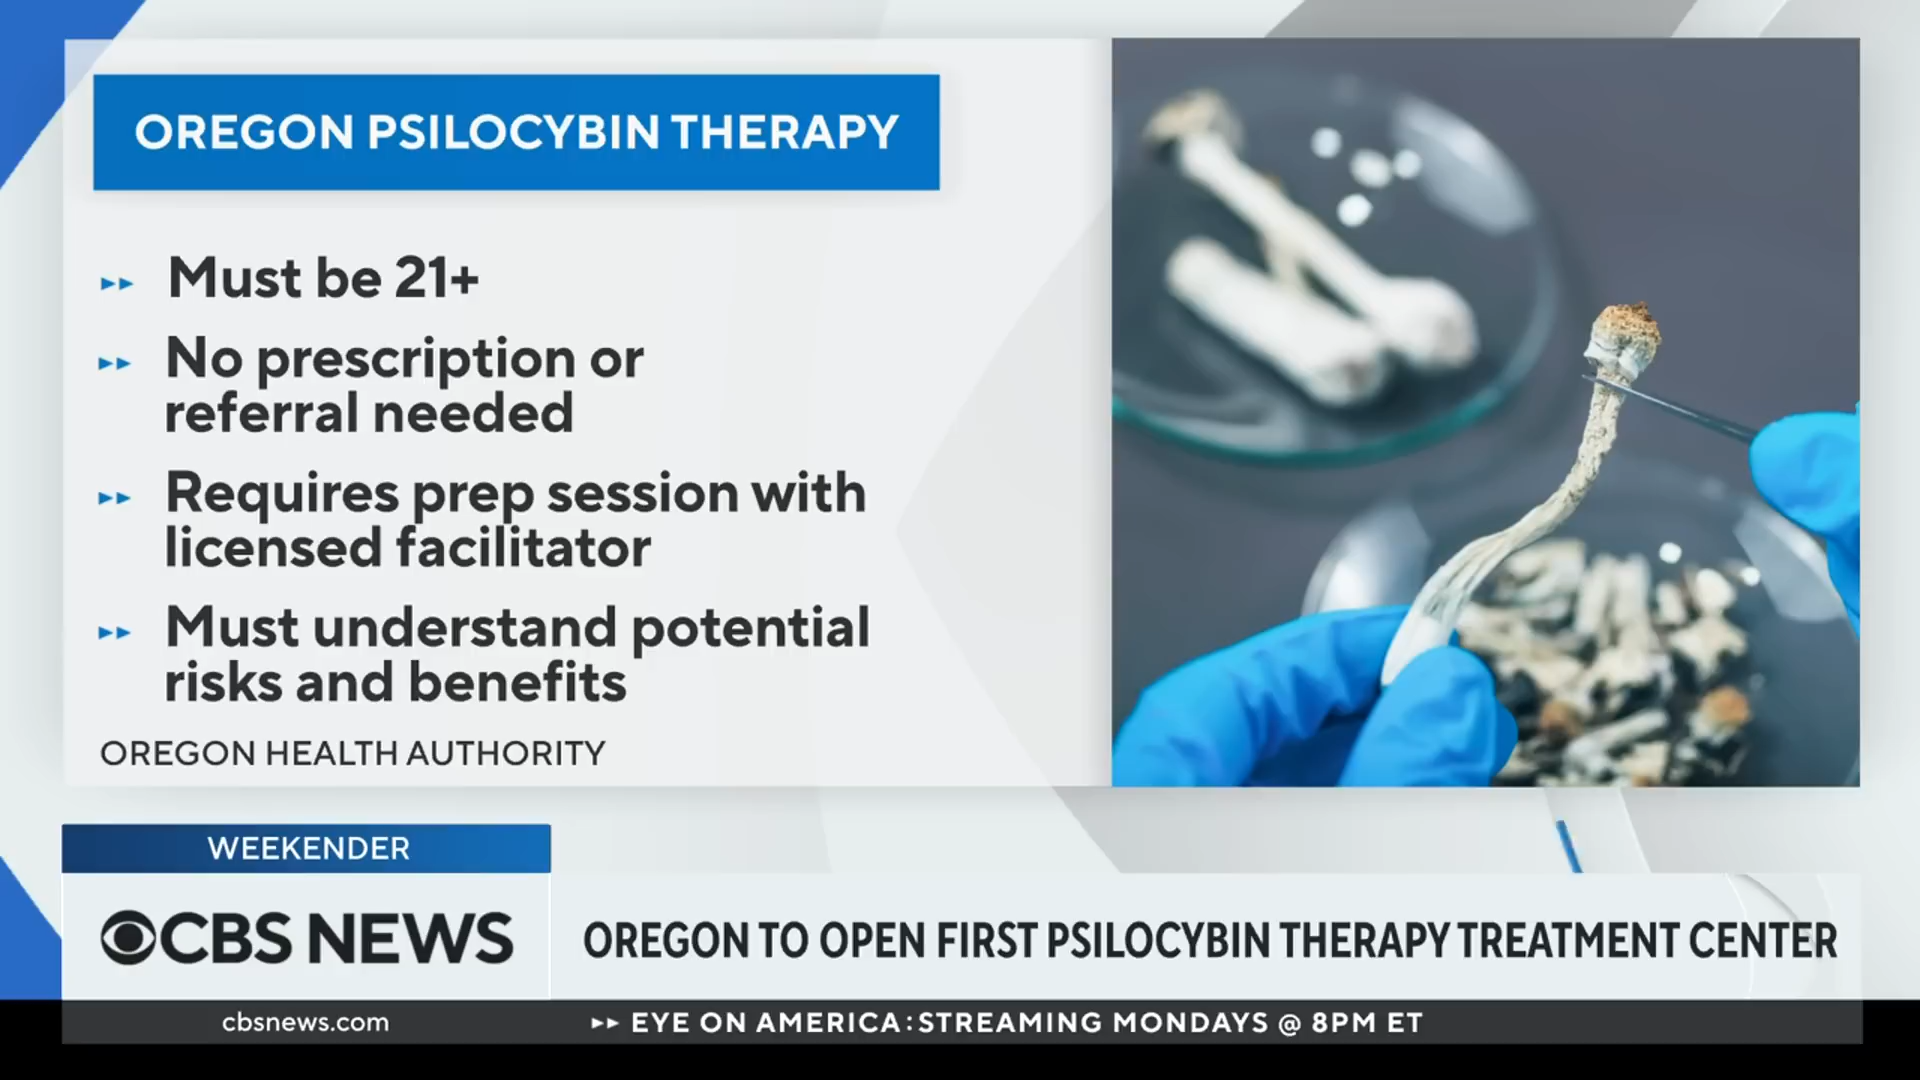 OREGON PSILOCYBIN THERAPY
Must be 21+
No prescription or
referral needed
Requires prep session with
licensed facilitator
Must understand potential
risks and benefits
OREGON HEALTH AUTHORITY
WEEKENDER
CBS NEWS
OREGON TO OPEN FIRST PSILOCYBIN THERAPY TREATMENT CENTER
cbsnews.com
EYE ON AMERICA: STREAMING MONDAYS @ 8PM ET